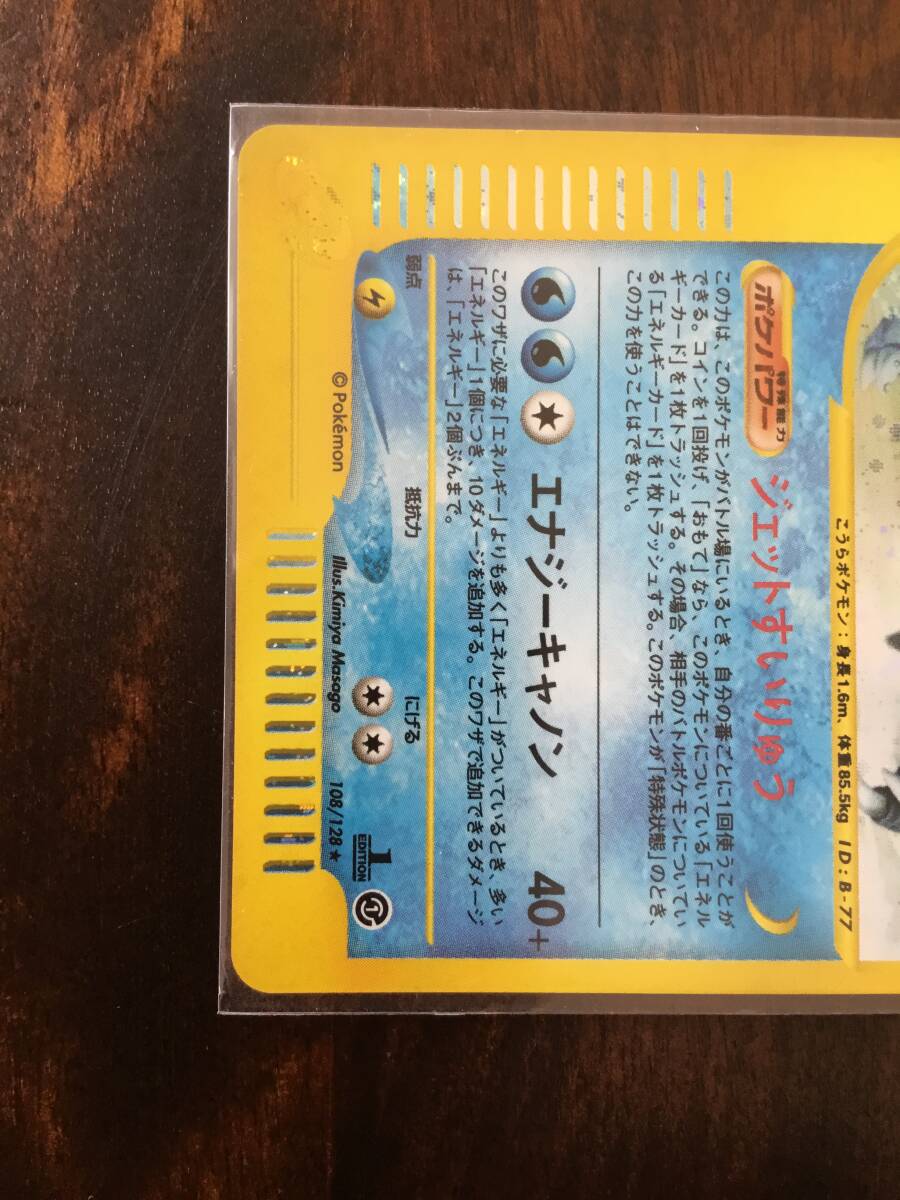 こうらポケモン：身長1.6m、体重85.5kg ID:B-77
ポケパワー
特殊能力
ジェットすいりゅう
この力は、このポケモンがバトル場にいるとき、自分の番ごとに1回使うことが
できる。コインを1回投げ、「おもて」なら、このポケモンについている「エネル
ギーカード」を1枚トラッシュする。その場合、相手のバトルポケモンについてい
る「エネルギーカード」を1枚トラッシュする。このポケモンが「特殊状態」のとき、
この力を使うことはできない。
エナジーキャノン 40+
このワザに必要な「エネルギー」よりも多く「エネルギー」がついているとき、多い
「エネルギー」1個につき、10ダメージを追加する。このワザで追加できるダメージ
は、「エネルギー」2個ぶんまで。
弱点 抵抗力 にげる
© Pokémon Illus.Kimiya Masago 108/128★ 1 EDITION